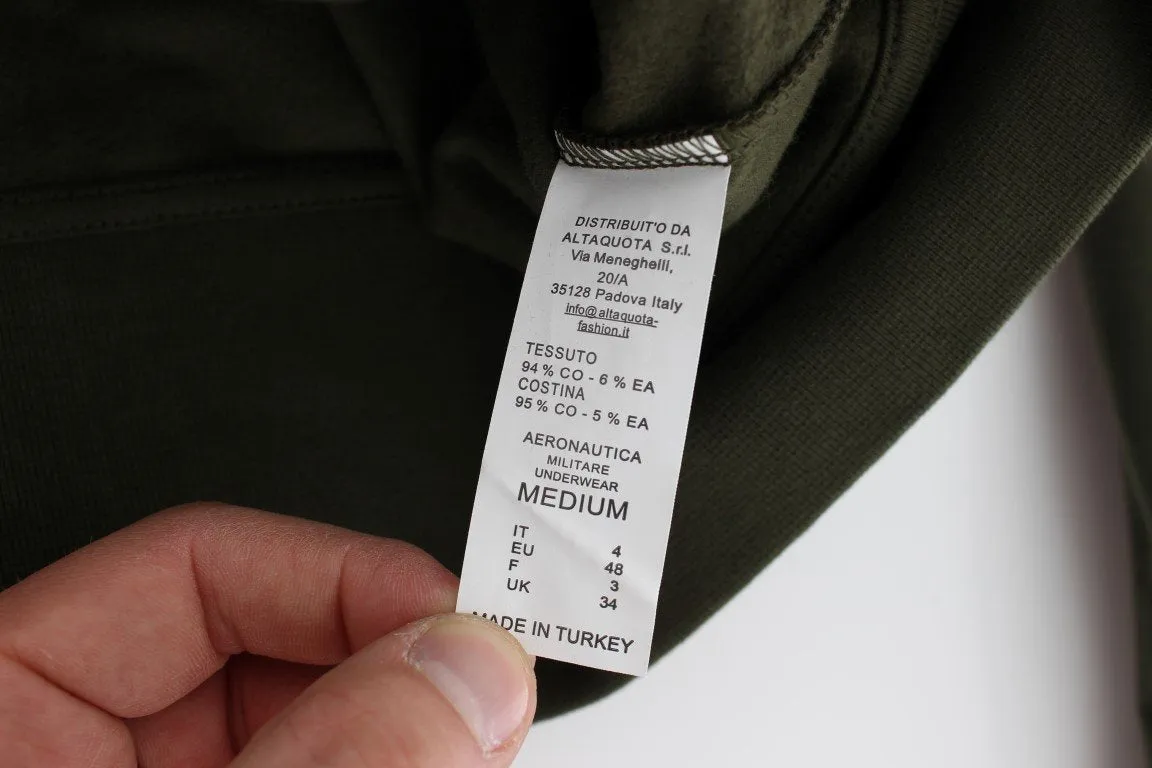 DISTRIBUIT'O DA
ALTAQUOTA S.r.l.
Via Meneghelli,
20/A
35128 Padova Italy
info@altaquota-
fashion.it
TESSUTO
94 % CO - 6 % EA
COSTINA
95 % CO - 5 % EA
AERONAUTICA
MILITARE
UNDERWEAR
MEDIUM
IT 4
EU 48
F 3
UK 34
MADE IN TURKEY